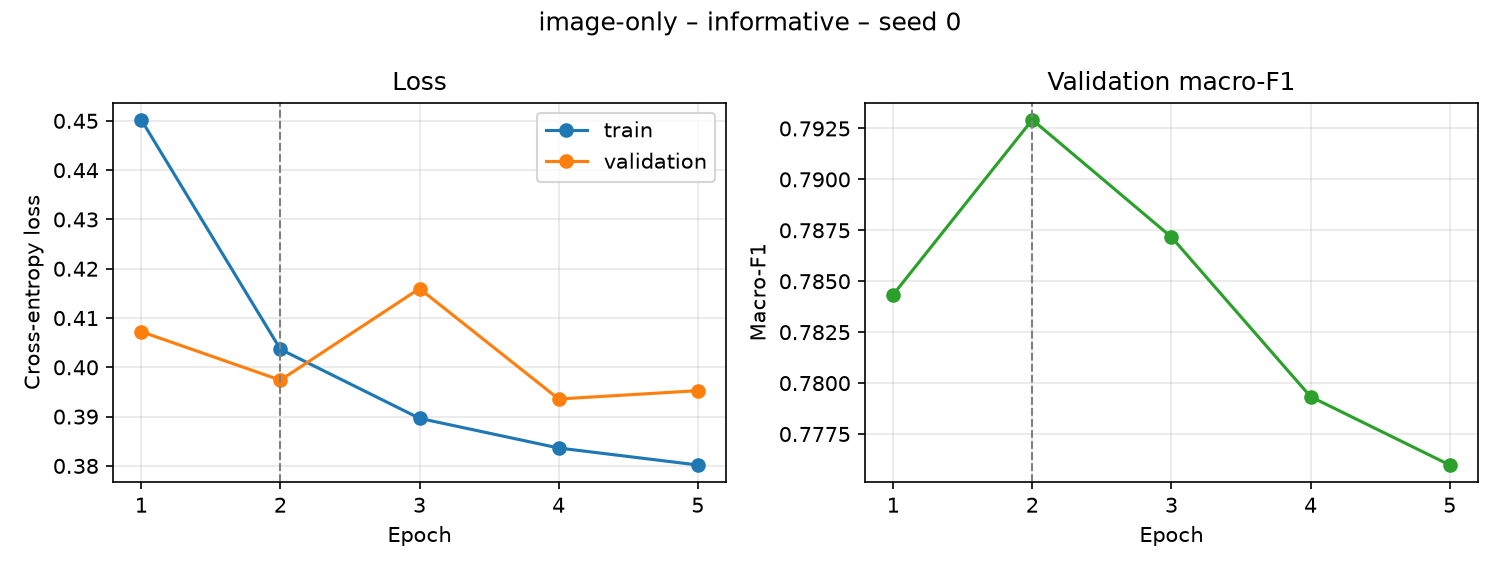 image-only – informative – seed 0
Loss
Cross-entropy loss
0.45
0.44
0.43
0.42
0.41
0.40
0.39
0.38
train
validation
1 2 3 4 5
Epoch
Validation macro-F1
Macro-F1
0.7925
0.7900
0.7875
0.7850
0.7825
0.7800
0.7775
1 2 3 4 5
Epoch